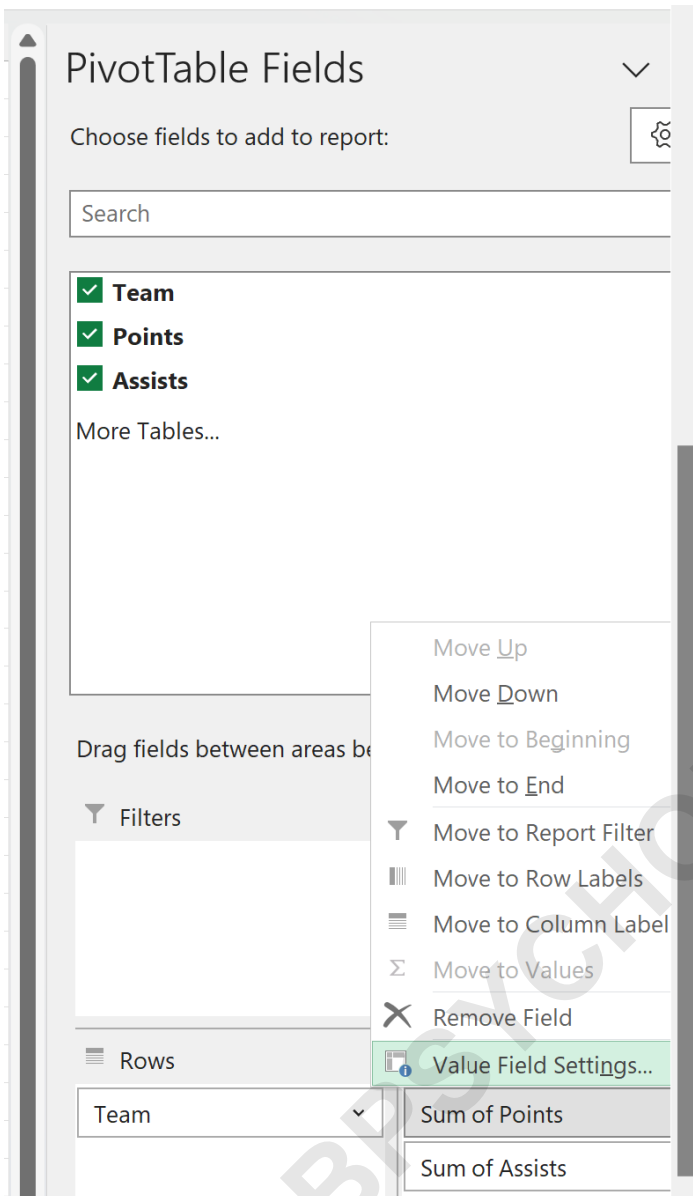 PivotTable Fields
Choose fields to add to report:
Search
Team
Points
Assists
More Tables...
Move Up
Move Down
Drag fields between areas be
Move to Beginning
Move to End
Filters
Move to Report Filter
Move to Row Labels
Move to Column Label
Σ Move to Values
Remove Field
Rows
Value Field Settings...
Team
Sum of Points
Sum of Assists
BPSYCHO